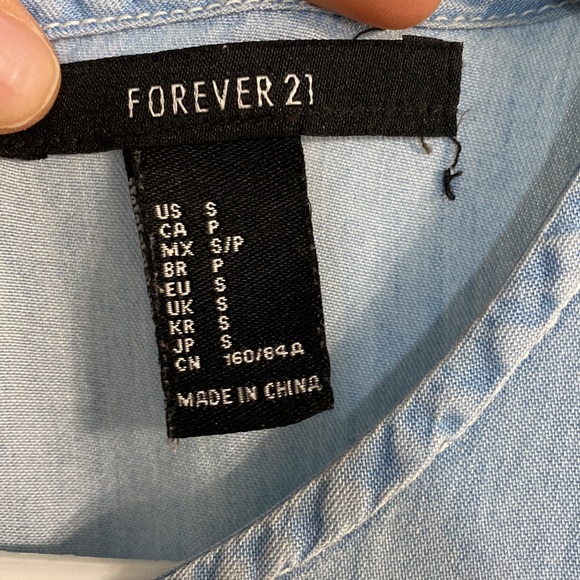 FOREVER 21
US S
CA P
MX S/P
BR P
EU S
UK S
KR S
JP S
CN 160/84A
MADE IN CHINA